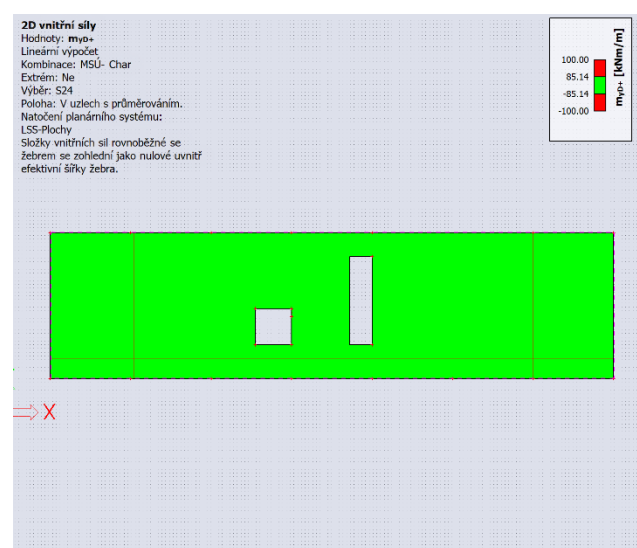 2D vnitřní síly
Hodnoty: myD+
Lineární výpočet
Kombinace: MSÚ- Char
Extrém: Ne
Výběr: S24
Poloha: V uzlech s průměrováním.
Natočení planárního systému:
LSS-Plochy
Složky vnitřních sil rovnoběžné se
žebrem se zohlední jako nulové uvnitř
efektivní šířky žebra.
100.00
85.14
-85.14
-100.00
myD+ [kNm/m]
X